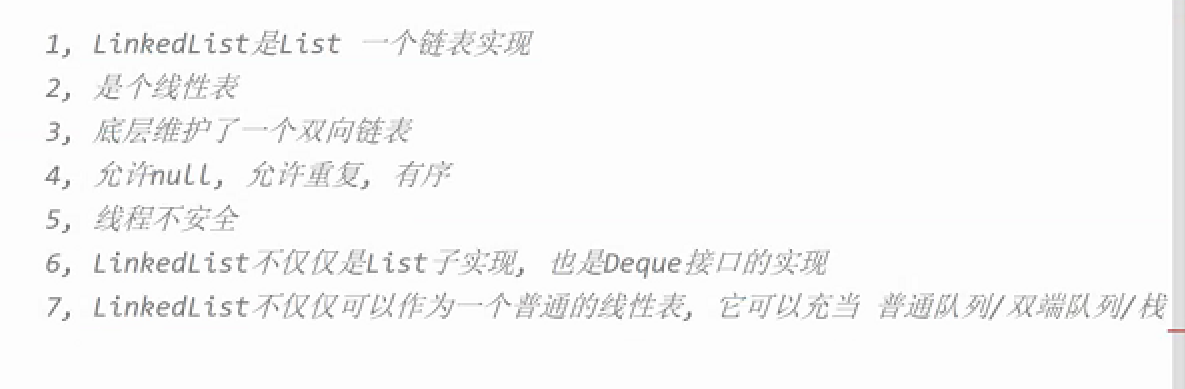 1, LinkedList是List 一个链表实现
2, 是个线性表
3, 底层维护了一个双向链表
4, 允许null, 允许重复, 有序
5, 线程不安全
6, LinkedList不仅仅是List子实现, 也是Deque接口的实现
7, LinkedList不仅仅可以作为一个普通的线性表, 它可以充当 普通队列/双端队列/栈